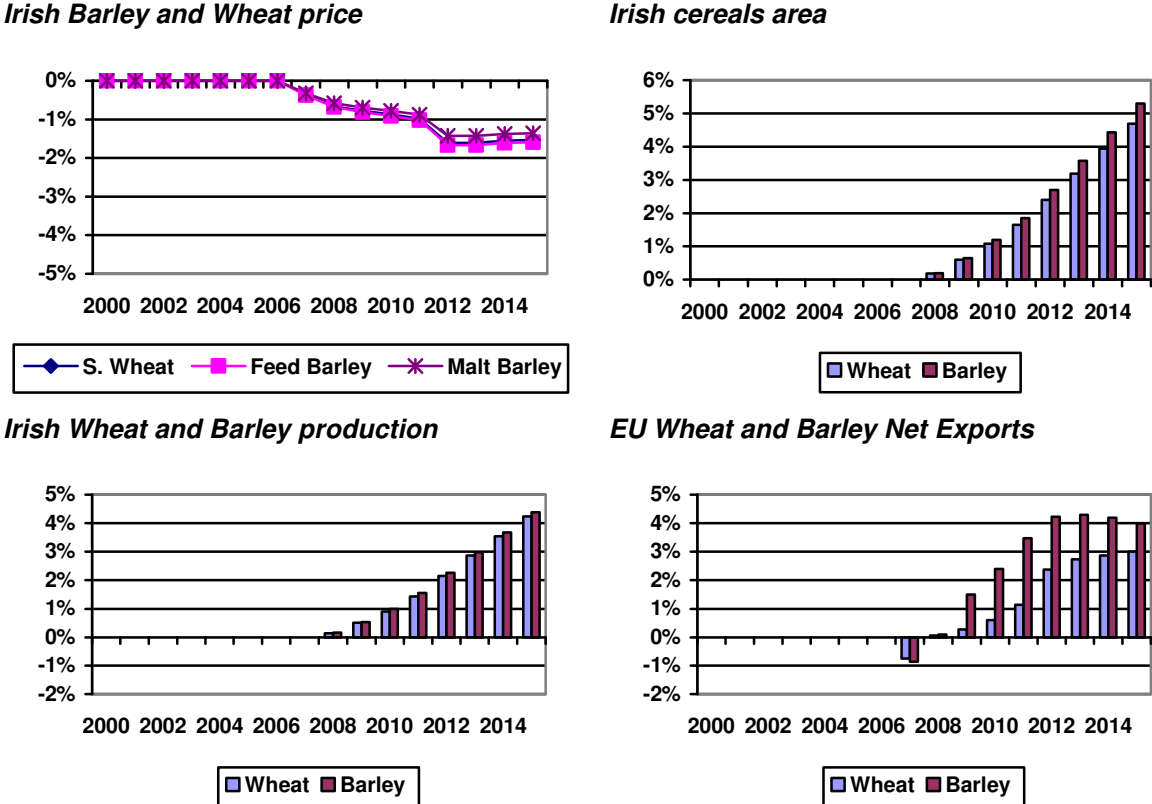 Irish Barley and Wheat price
0%
-1%
-2%
-3%
-4%
-5%
2000 2002 2004 2006 2008 2010 2012 2014
S. Wheat Feed Barley Malt Barley
Irish cereals area
6%
5%
4%
3%
2%
1%
0%
2000 2002 2004 2006 2008 2010 2012 2014
Wheat Barley
Irish Wheat and Barley production
5%
4%
3%
2%
1%
0%
-1%
-2%
2000 2002 2004 2006 2008 2010 2012 2014
Wheat Barley
EU Wheat and Barley Net Exports
5%
4%
3%
2%
1%
0%
-1%
-2%
2000 2002 2004 2006 2008 2010 2012 2014
Wheat Barley